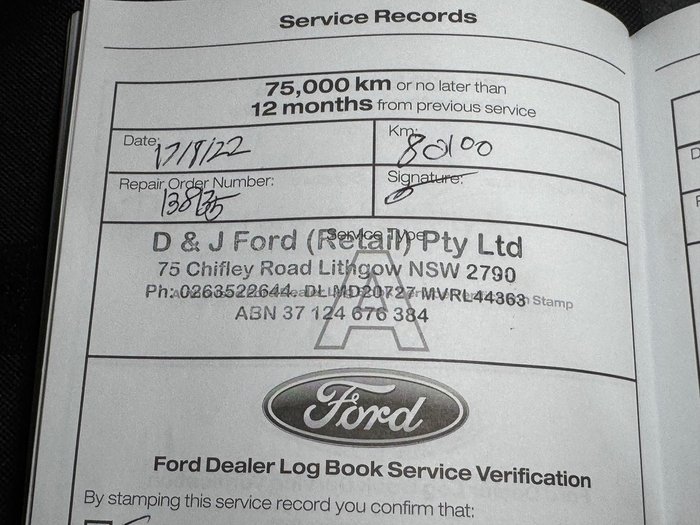 Service Records
75,000 km or no later than
12 months from previous service
Date: 17/8/22
Km: 80100
Repair Order Number:
Signature:
Service Type
D & J Ford (Retail) Pty Ltd
75 Chifley Road Lithgow NSW 2790
Ph: 0263522644. DL MD20727 MVRL44363
Stamp
ABN 37 124 676 384
A
Ford
Ford Dealer Log Book Service Verification
By stamping this service record you confirm that: